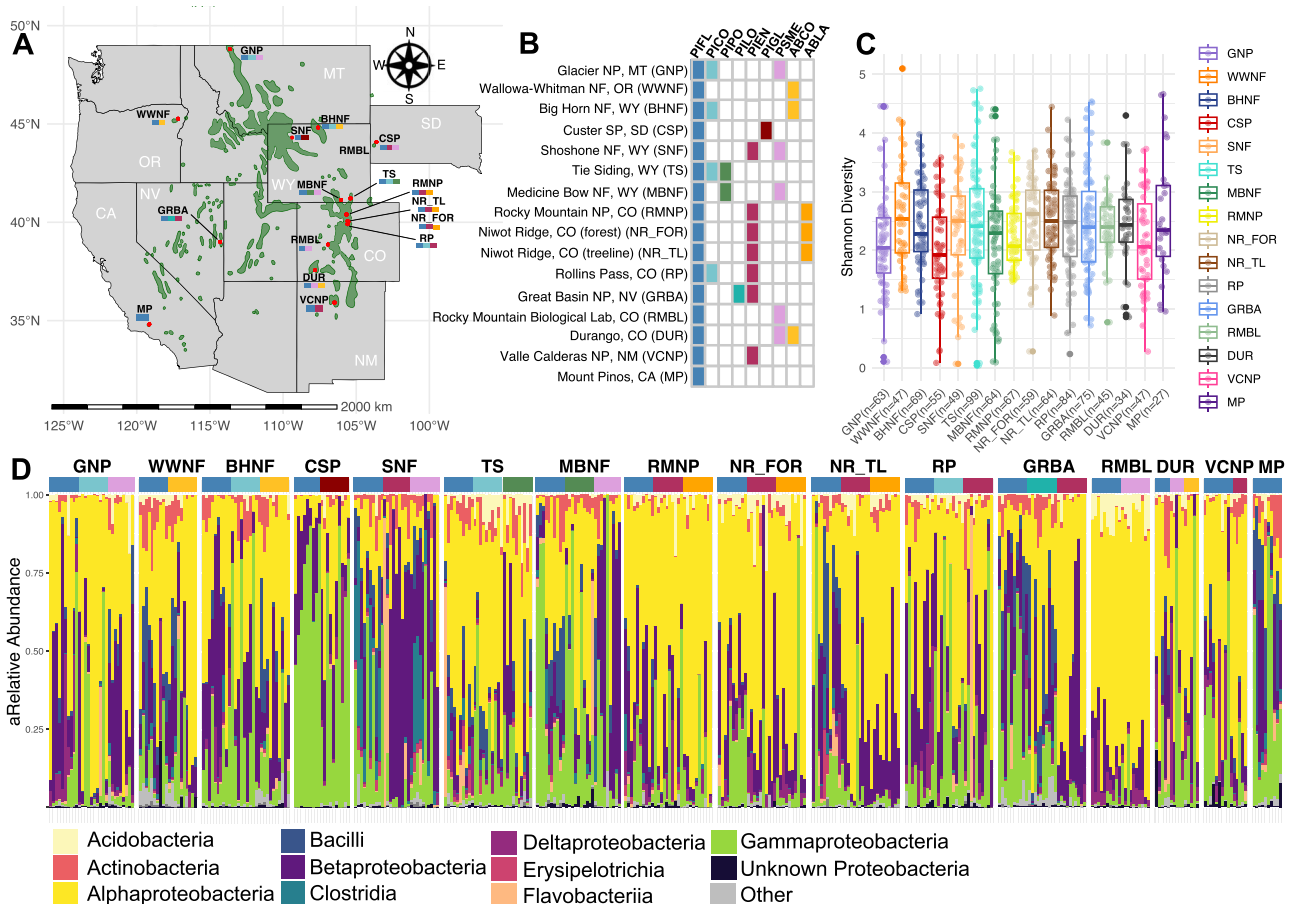 A
50°N
45°N
40°N
35°N
125°W
120°W
115°W
110°W
105°W
100°W
N
W
E
S
GNP
MT
WWNF
OR
SNF
BHNF
SD
CSP
RMBL
WY
MBNF
TS
RMNP
NR_TL
NR_FOR
RP
NV
CA
GRBA
RMBL
CO
DUR
VCNP
MP
NM
2000 km
B
PIFL
PICO
PIPO
PILO
PIEN
PIGL
PSME
ABCO
ABLA
Glacier NP, MT (GNP)
Wallowa-Whitman NF, OR (WWNF)
Big Horn NF, WY (BHNF)
Custer SP, SD (CSP)
Shoshone NF, WY (SNF)
Tie Siding, WY (TS)
Medicine Bow NF, WY (MBNF)
Rocky Mountain NP, CO (RMNP)
Niwot Ridge, CO (forest) (NR_FOR)
Niwot Ridge, CO (treeline) (NR_TL)
Rollins Pass, CO (RP)
Great Basin NP, NV (GRBA)
Rocky Mountain Biological Lab, CO (RMBL)
Durango, CO (DUR)
Valle Calderas NP, NM (VCNP)
Mount Pinos, CA (MP)
C
Shannon Diversity
5
4
3
2
1
0
GNP(n=63)
WWNF(n=47)
BHNF(n=69)
CSP(n=55)
SNF(n=49)
TS(n=99)
MBNF(n=64)
RMNP(n=67)
NR_FOR(n=59)
NR_TL(n=64)
RP(n=84)
GRBA(n=75)
RMBL(n=45)
DUR(n=34)
VCNP(n=47)
MP(n=27)
GNP
WWNF
BHNF
CSP
SNF
TS
MBNF
RMNP
NR_FOR
NR_TL
RP
GRBA
RMBL
DUR
VCNP
MP
D
GNP WWNF BHNF CSP SNF TS MBNF RMNP NR_FOR NR_TL RP GRBA RMBL DUR VCNP MP
aRelative Abundance
1.00
0.75
0.50
0.25
Acidobacteria
Actinobacteria
Alphaproteobacteria
Bacilli
Betaproteobacteria
Clostridia
Deltaproteobacteria
Erysipelotrichia
Flavobacteriia
Gammaproteobacteria
Unknown Proteobacteria
Other